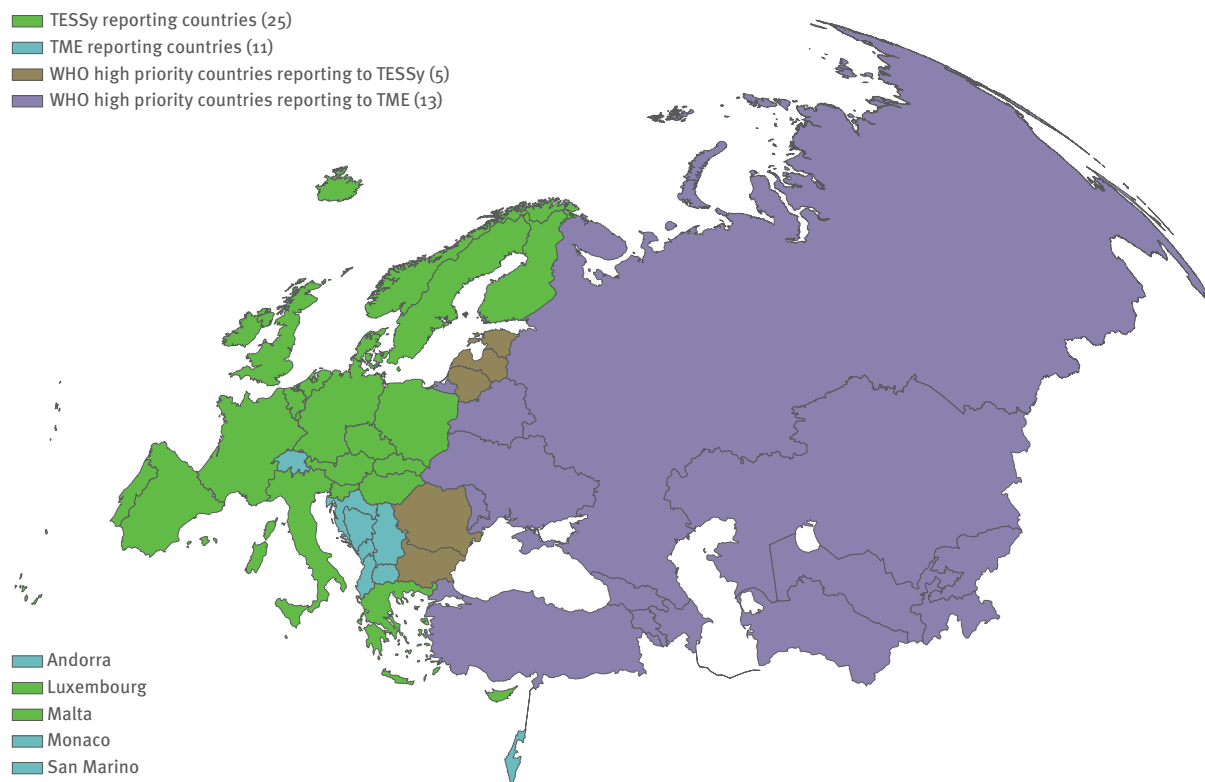 TESSy reporting countries (25)
TME reporting countries (11)
WHO high priority countries reporting to TESSy (5)
WHO high priority countries reporting to TME (13)
Andorra
Luxembourg
Malta
Monaco
San Marino